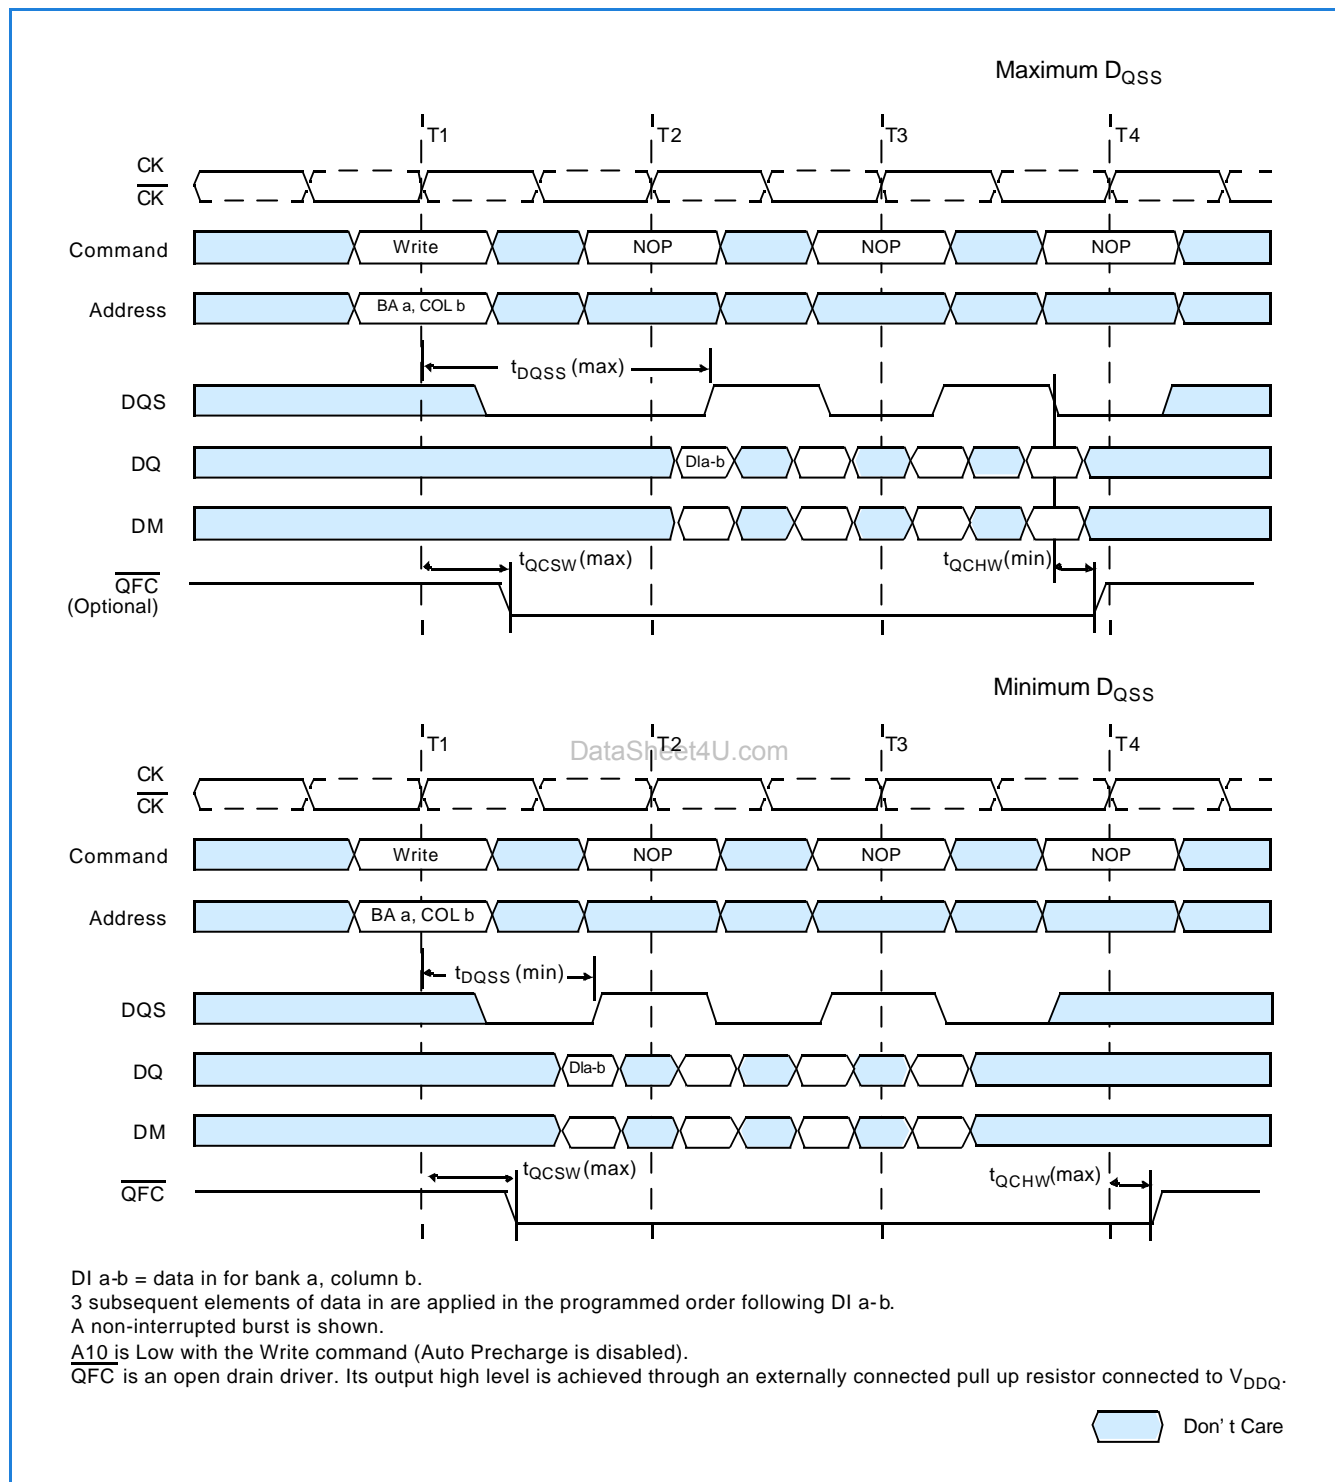 Maximum DQSS
T1 T2 T3 T4
CK
CK
Command Write NOP NOP NOP
Address BA a, COL b
tDQSS (max)
DQS
DQ DIa-b
DM
tQCSW(max) tQCHW(min)
QFC
(Optional)
Minimum DQSS
T1 T2 T3 T4
DataSheet4U.com
CK
CK
Command Write NOP NOP NOP
Address BA a, COL b
tDQSS (min)
DQS
DQ DIa-b
DM
tQCSW(max) tQCHW(max)
QFC
DI a-b = data in for bank a, column b.
3 subsequent elements of data in are applied in the programmed order following DI a-b.
A non-interrupted burst is shown.
A10 is Low with the Write command (Auto Precharge is disabled).
QFC is an open drain driver. Its output high level is achieved through an externally connected pull up resistor connected to VDDQ.
Don' t Care